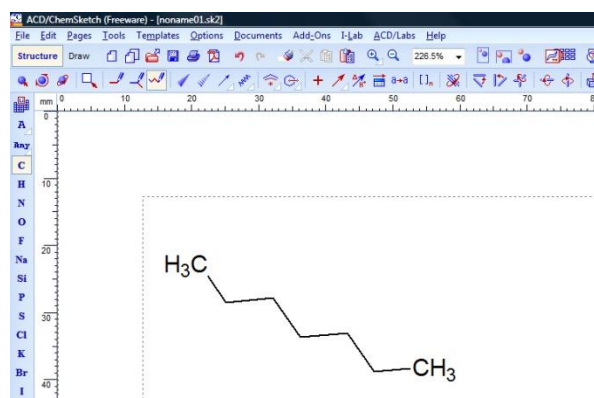 ACD/ChemSketch (Freeware) - [noname01.sk2]
File Edit Pages Tools Templates Options Documents Add-Ons I-Lab ACD/Labs Help
Structure Draw 226.5%
mm 0 10 20 30 40 50 60 70
0
A
Any
C
H 10
N
O
F
Na 20
Si
P
S 30
Cl
K
Br 40
I
H3C
CH3